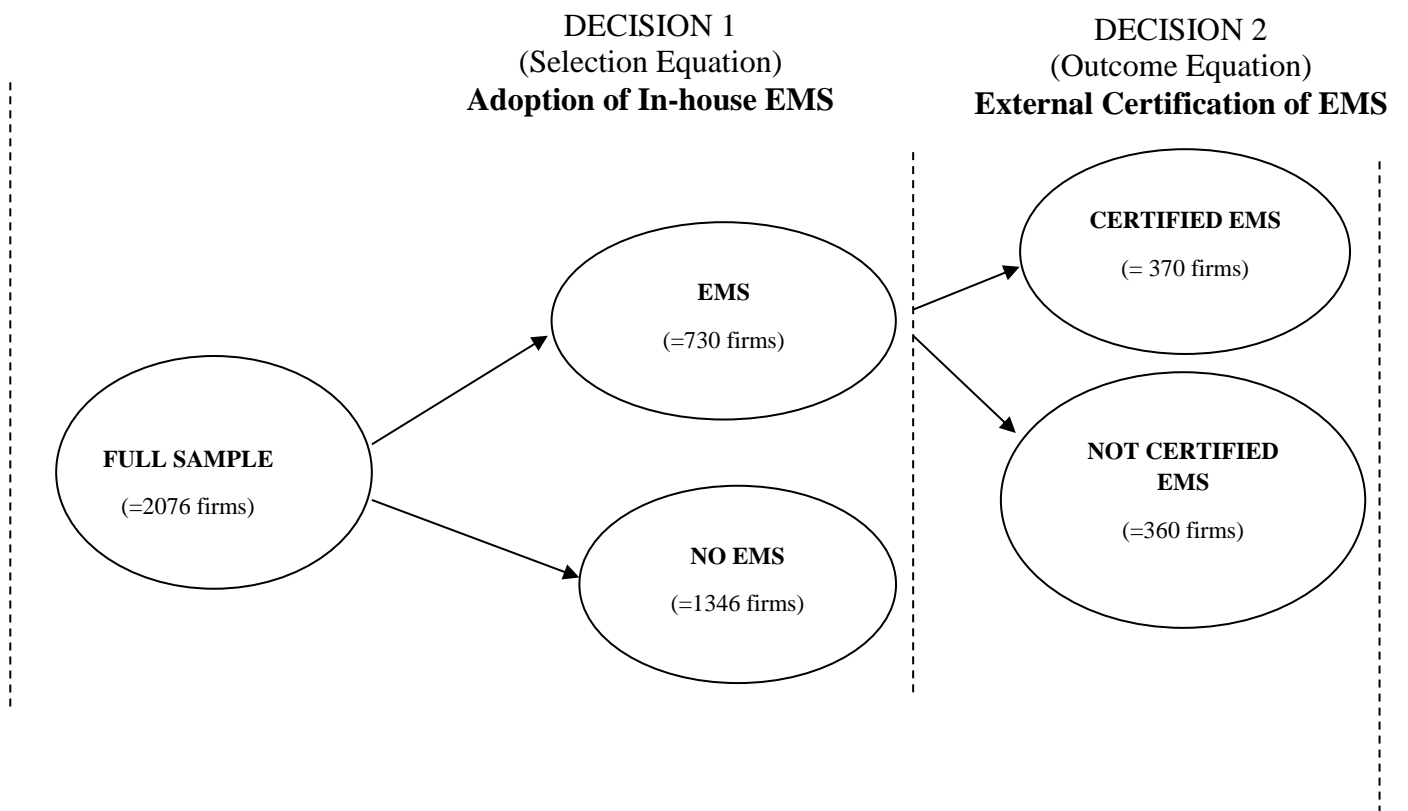 DECISION 1
(Selection Equation)
Adoption of In-house EMS
DECISION 2
(Outcome Equation)
External Certification of EMS
FULL SAMPLE
(=2076 firms)
EMS
(=730 firms)
NO EMS
(=1346 firms)
CERTIFIED EMS
(= 370 firms)
NOT CERTIFIED
EMS
(=360 firms)